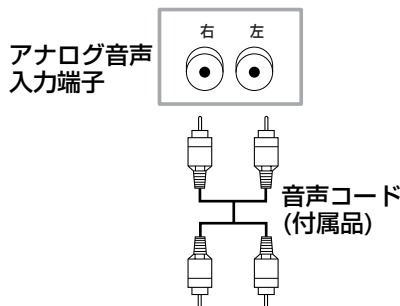 右 左
アナログ音声
入力端子
音声コード
(付属品)